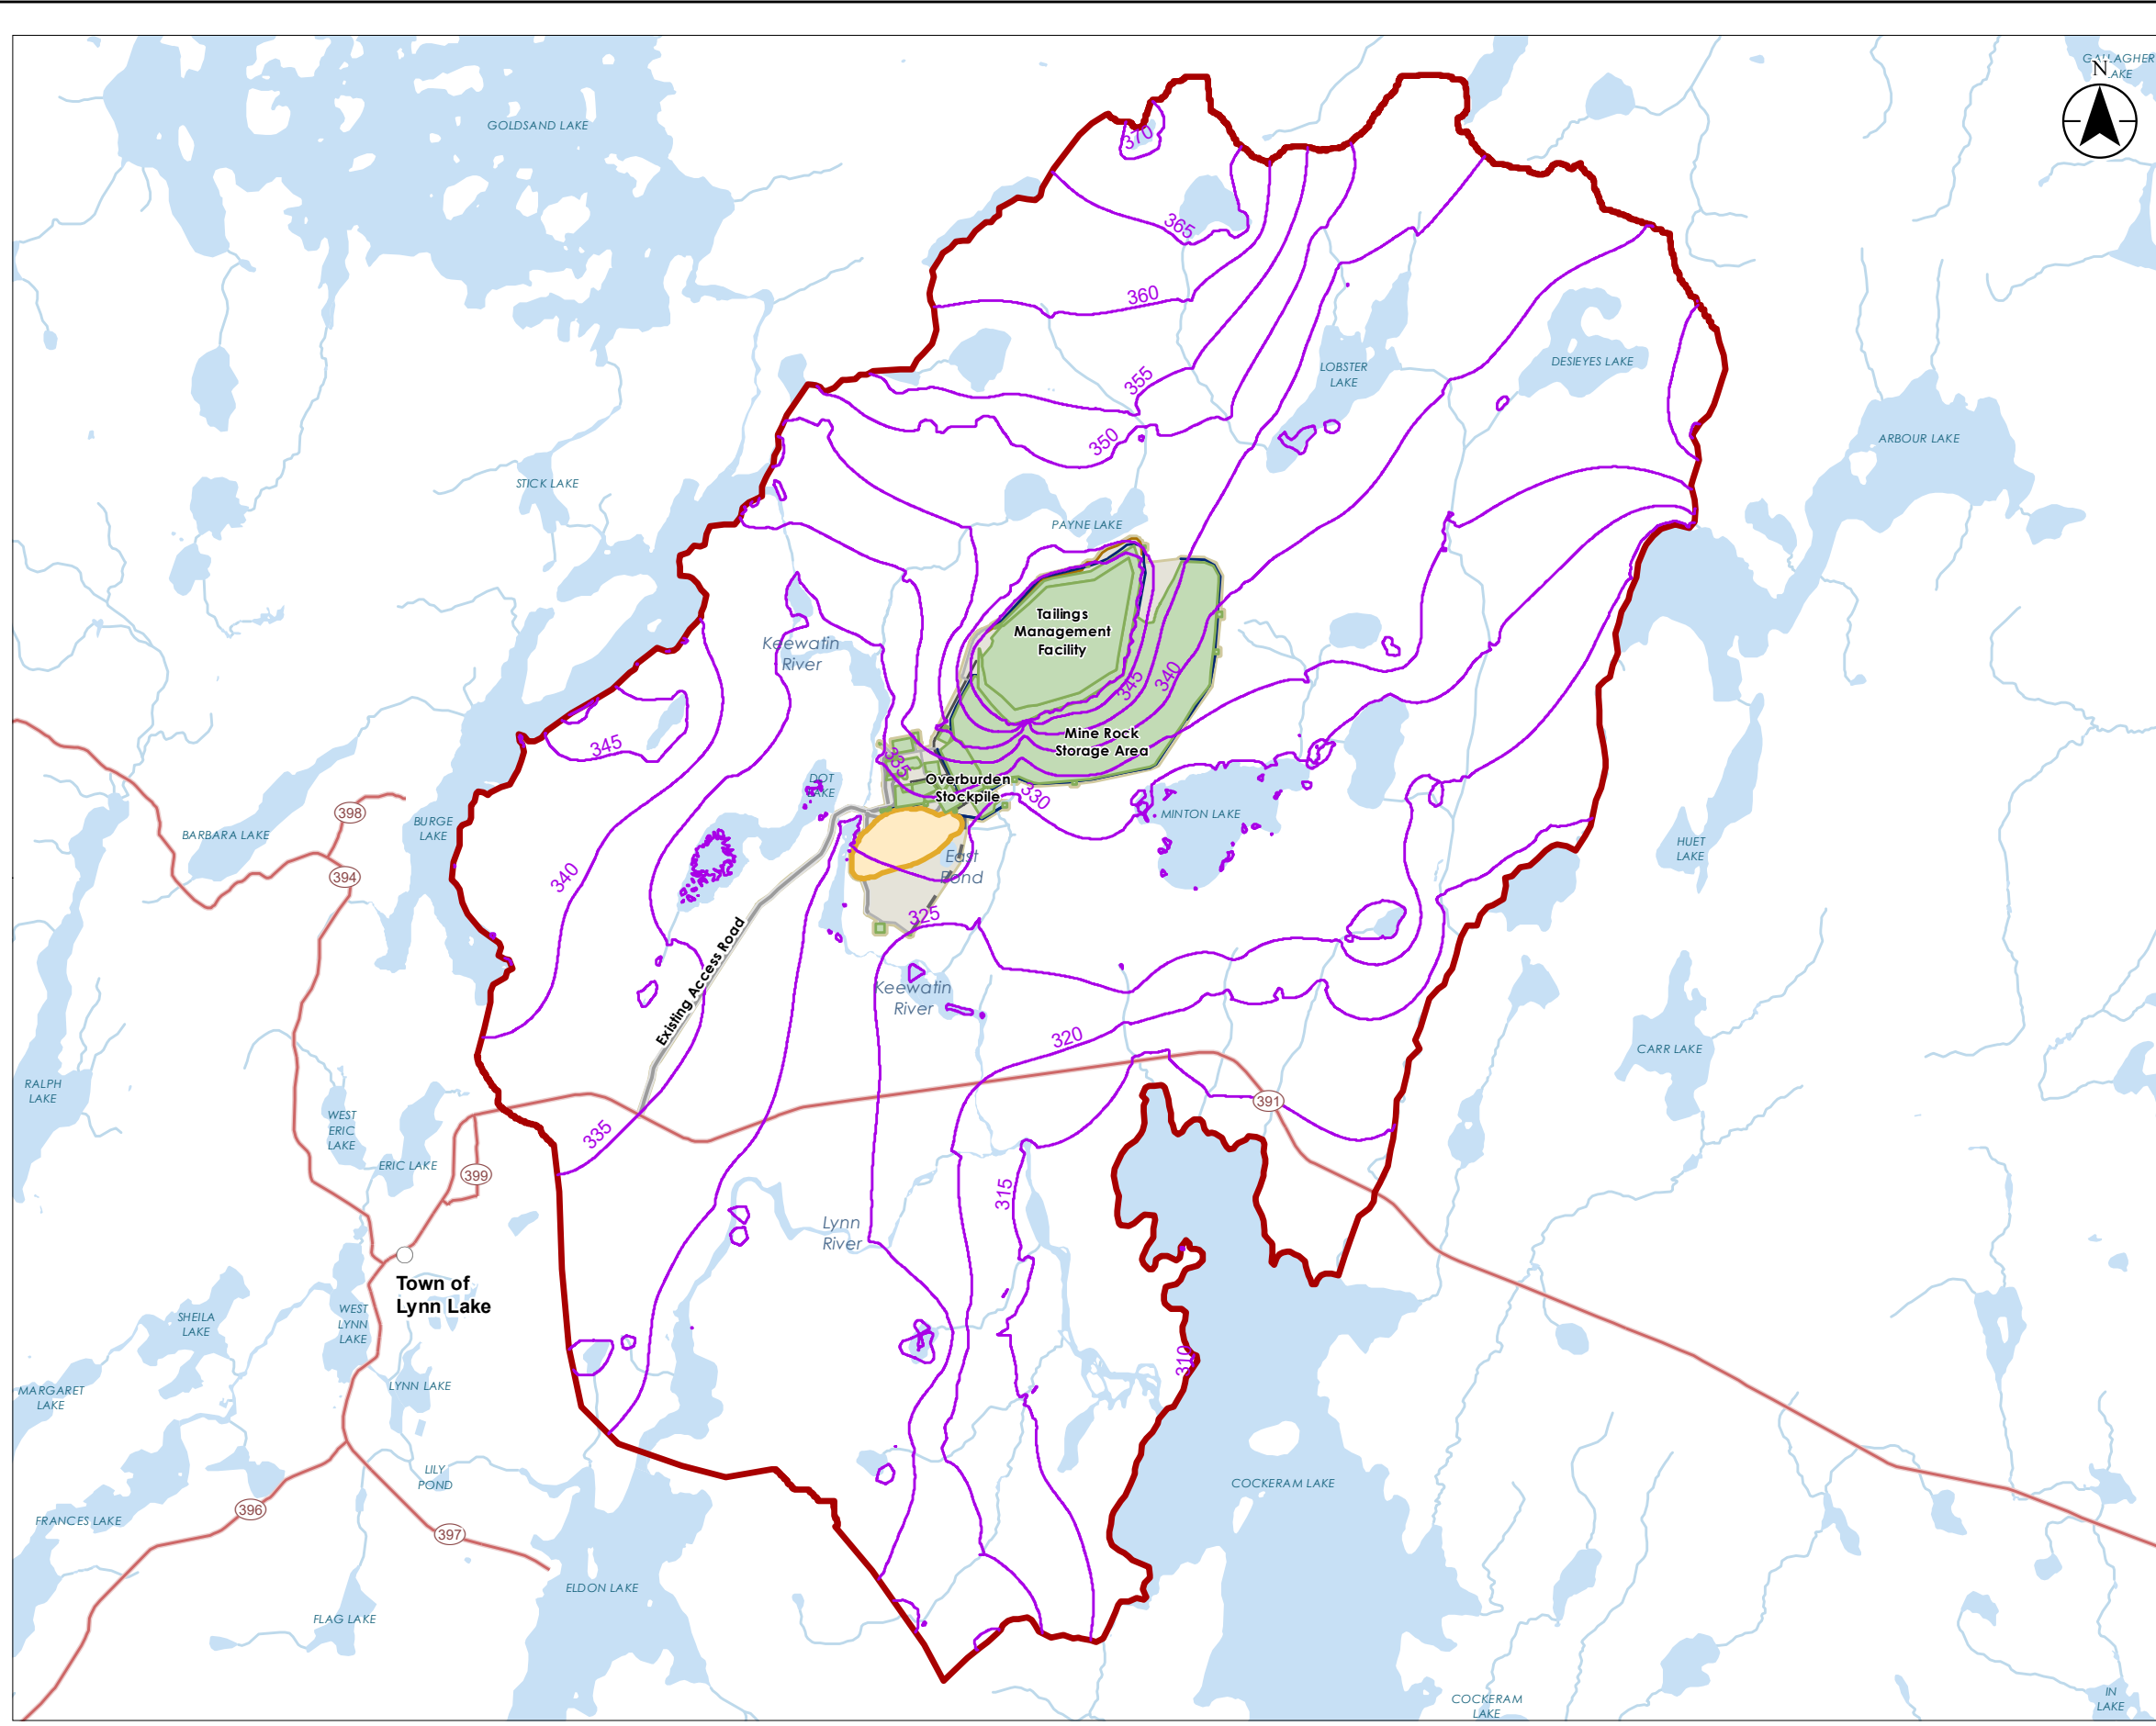 GALLAGHER
LAKE
N
GOLDSAND LAKE
370
365
360
355
350
LOBSTER
LAKE
DESIEYES LAKE
ARBOUR LAKE
STICK LAKE
PAYNE LAKE
Tailings
Management
Facility
Keewatin
River
345
340
Mine Rock
Storage Area
345
335
Overburden
Stockpile
330
DOT
LAKE
MINTON LAKE
398
BURGE
LAKE
BARBARA LAKE
HUET
LAKE
394
340
East
Pond
325
Existing Access Road
Keewatin
River
320
CARR LAKE
RALPH
LAKE
WEST
ERIC
LAKE
391
335
ERIC LAKE
399
315
Lynn
River
Town of
Lynn Lake
SHEILA
LAKE
WEST
LYNN
LAKE
310
MARGARET
LAKE
LYNN LAKE
LILY
POND
COCKERAM LAKE
396
FRANCES LAKE
397
ELDON LAKE
FLAG LAKE
COCKERAM
LAKE
IN
LAKE